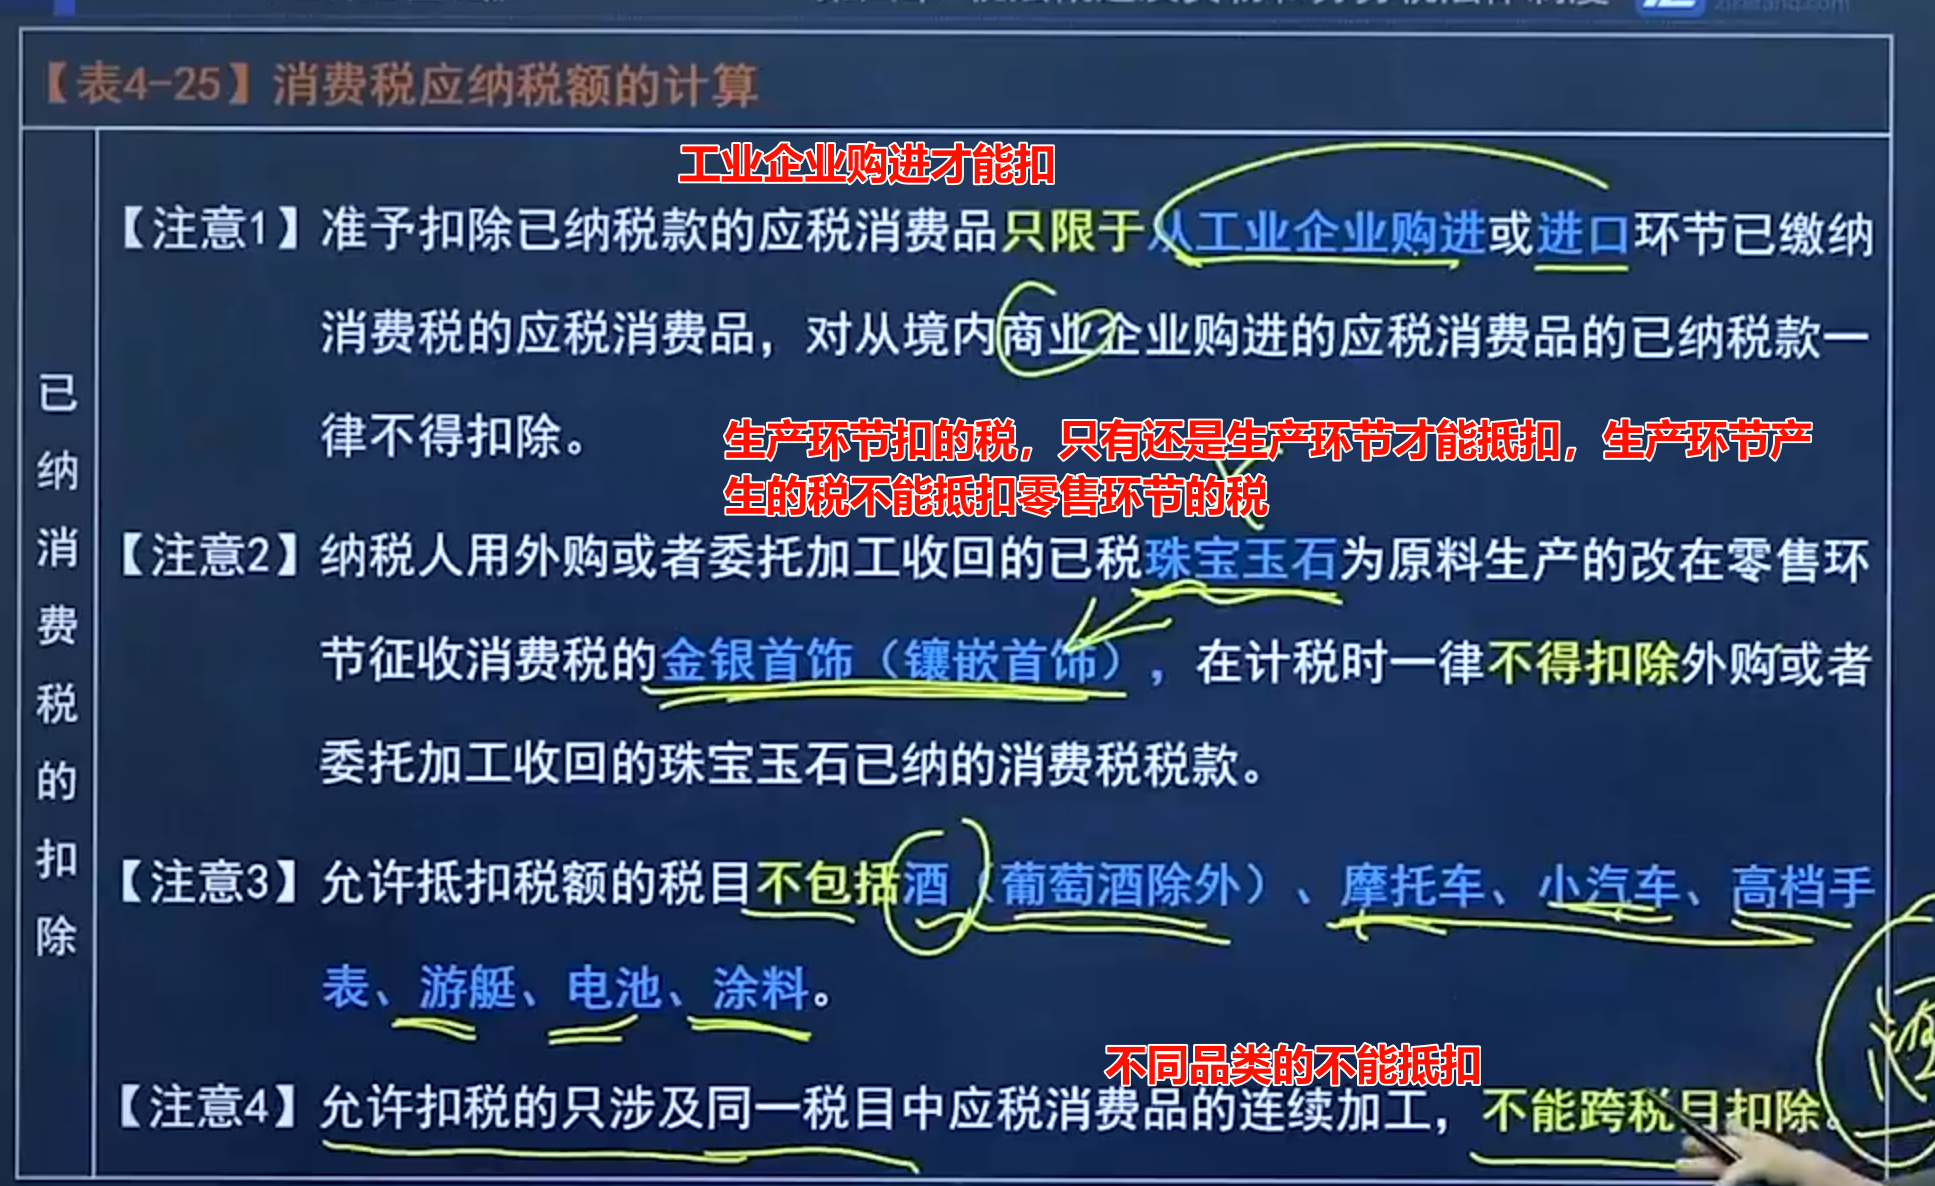 ziketang.com
【表4-25】消费税应纳税额的计算
工业企业购进才能扣
【注意1】准予扣除已纳税款的应税消费品只限于从工业企业购进或进口环节已缴纳
消费税的应税消费品，对从境内商业企业购进的应税消费品的已纳税款一
律不得扣除。
生产环节扣的税，只有还是生产环节才能抵扣，生产环节产
生的税不能抵扣零售环节的税
【注意2】纳税人用外购或者委托加工收回的已税珠宝玉石为原料生产的改在零售环
节征收消费税的金银首饰（镶嵌首饰），在计税时一律不得扣除外购或者
委托加工收回的珠宝玉石已纳的消费税税款。
【注意3】允许抵扣税额的税目不包括酒（葡萄酒除外）、摩托车、小汽车、高档手
表、游艇、电池、涂料。
不同品类的不能抵扣
【注意4】允许扣税的只涉及同一税目中应税消费品的连续加工，不能跨税目扣除。
已纳消费税的扣除